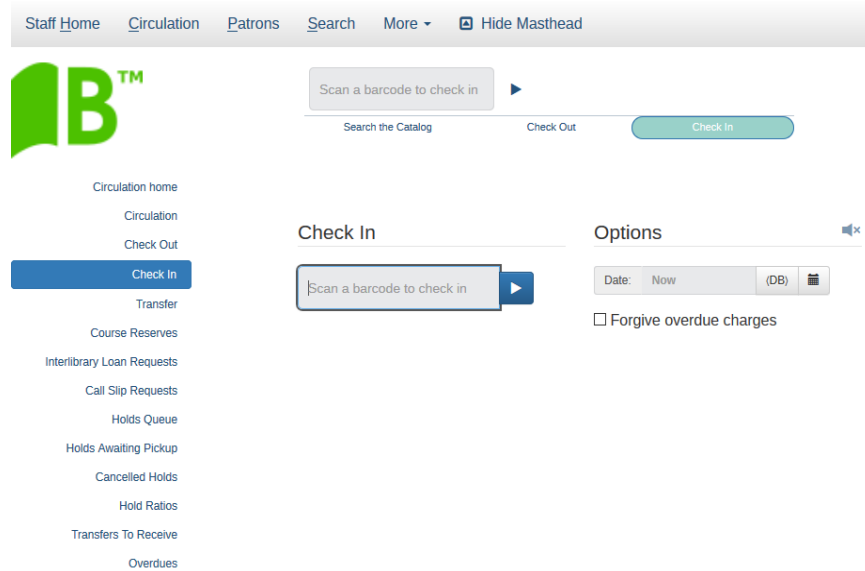 Staff Home Circulation Patrons Search More Hide Masthead
B™
Scan a barcode to check in
Search the Catalog Check Out Check In
Circulation home
Circulation
Check Out
Check In
Transfer
Course Reserves
Interlibrary Loan Requests
Call Slip Requests
Holds Queue
Holds Awaiting Pickup
Cancelled Holds
Hold Ratios
Transfers To Receive
Overdues
Check In
Scan a barcode to check in
Options
Date: Now (DB)
Forgive overdue charges